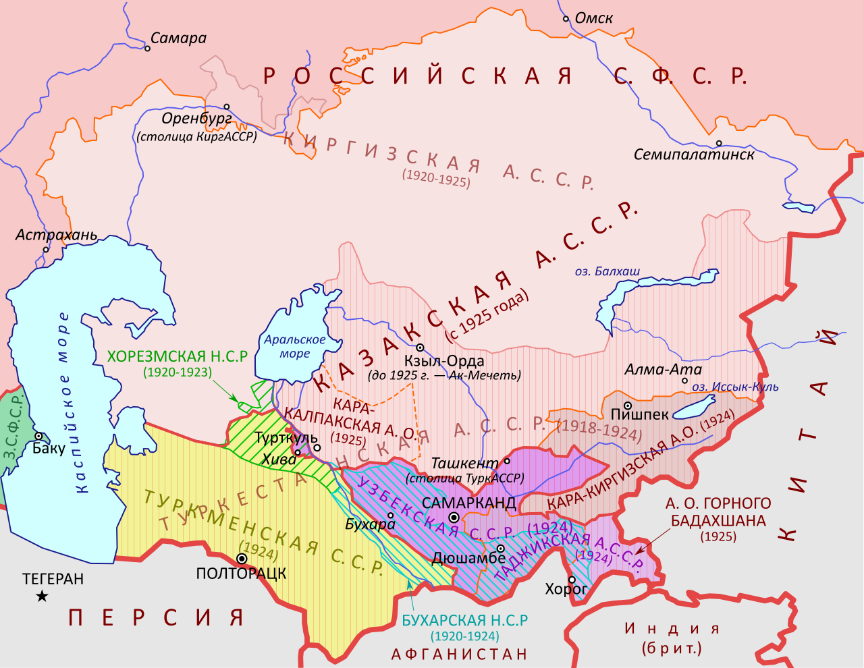 Омск
Самара
РОССИЙСКАЯ С.Ф.С.Р.
Оренбург
(столица КиргАССР)
КИРГИЗСКАЯ А.С.С.Р.
(1920-1925)
Семипалатинск
Астрахань
КАЗАКСКАЯ А.С.С.Р.
(с 1925 года)
оз. Балхаш
КИТАЙ
Каспийское море
Аральское
море
ХОРЕЗМСКАЯ Н.С.Р
(1920-1923)
Кзыл-Орда
(до 1925 г. — Ак-Мечеть)
Алма-Ата
оз. Иссык-Куль
З.С.Ф.С.Р.
Баку
КАРА-
КАЛПАКСКАЯ А.О.
(1925)
Пишпек
ТУРКЕСТАНСКАЯ А.С.С.Р. (1918-1924)
КАРА-КИРГИЗСКАЯ А.О. (1924)
Турткуль
Хива
Ташкент
(столица ТуркАССР)
УЗБЕКСКАЯ С.С.Р. (1924)
САМАРКАНД
Бухара
А. О. ГОРНОГО
БАДАХШАНА
(1925)
ТУРКМЕНСКАЯ С.С.Р.
(1924)
Дюшамбе
ТАДЖИКСКАЯ А.С.С.Р.
(1924)
ПОЛТОРАЦК
ТЕГЕРАН
Хорог
ПЕРСИЯ
БУХАРСКАЯ Н.С.Р
(1920-1924)
АФГАНИСТАН
Индия
(брит.)